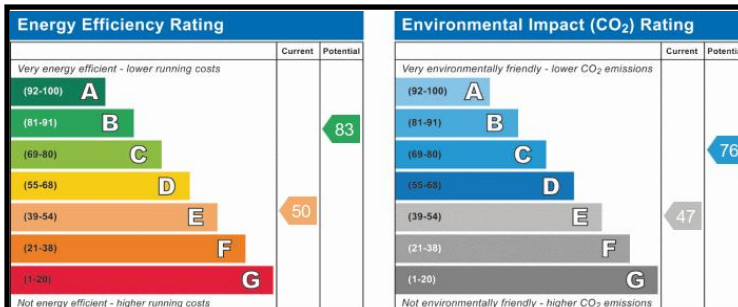 Energy Efficiency Rating
Current Potential
Very energy efficient - lower running costs
(92-100) A
(81-91) B
83
(69-80) C
(55-68) D
(39-54) E
50
(21-38) F
(1-20) G
Not energy efficient - higher running costs
Environmental Impact (CO₂) Rating
Current Potential
Very environmentally friendly - lower CO₂ emissions
(92-100) A
(81-91) B
(69-80) C
76
(55-68) D
(39-54) E
47
(21-38) F
(1-20) G
Not environmentally friendly - higher CO₂ emissions